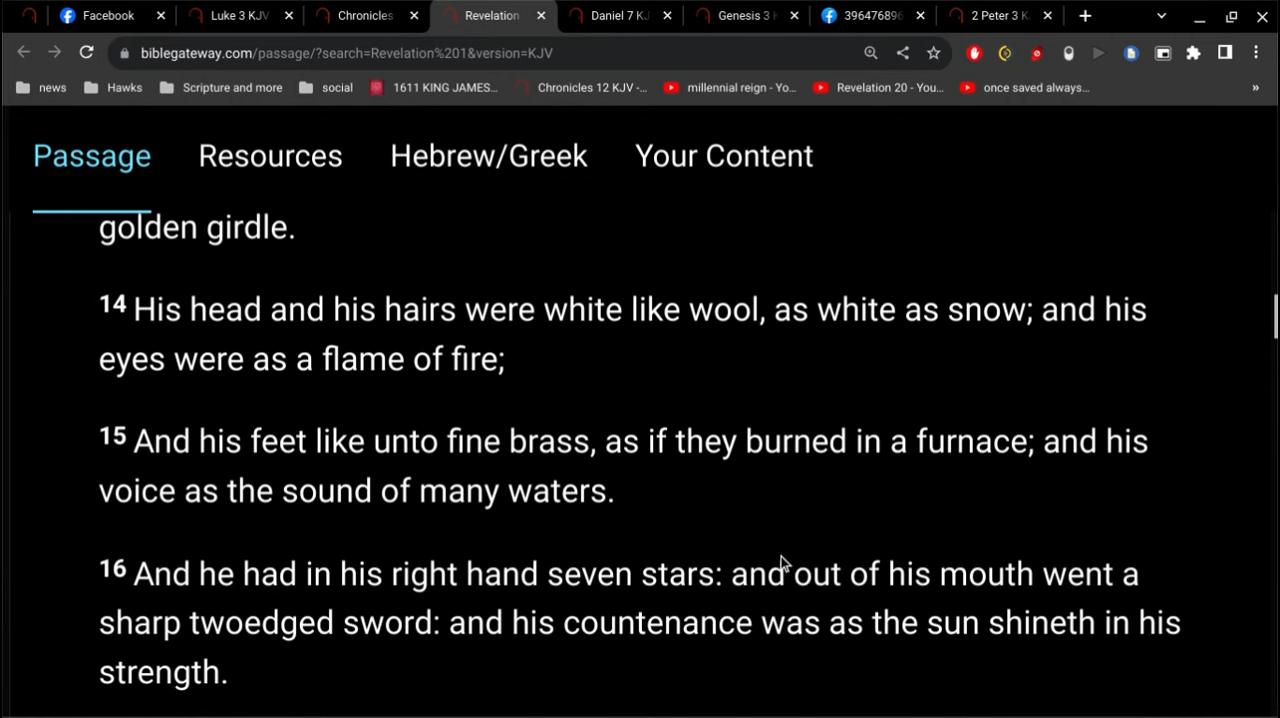 Facebook
Luke 3 KJV
Chronicles
Revelation
Daniel 7 KJ
Genesis 3
396476896
2 Peter 3 K
biblegateway.com/passage/?search=Revelation%201&version=KJV
news
Hawks
Scripture and more
social
1611 KING JAMES...
Chronicles 12 KJV -...
millennial reign - Yo...
Revelation 20 - You...
once saved always...
»
Passage
Resources
Hebrew/Greek
Your Content
golden girdle.
14 His head and his hairs were white like wool, as white as snow; and his
eyes were as a flame of fire;
15 And his feet like unto fine brass, as if they burned in a furnace; and his
voice as the sound of many waters.
16 And he had in his right hand seven stars: and out of his mouth went a
sharp twoedged sword: and his countenance was as the sun shineth in his
strength.